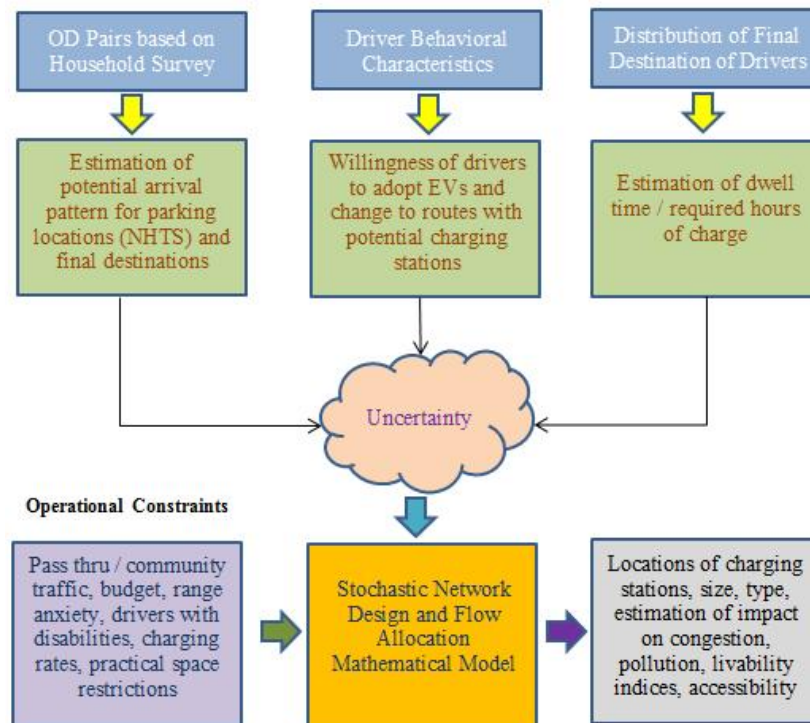 OD Pairs based on
Household Survey
Driver Behavioral
Characteristics
Distribution of Final
Destination of Drivers
Estimation of
potential arrival
pattern for parking
locations (NHTS) and
final destinations
Willingness of drivers
to adopt EVs and
change to routes with
potential charging
stations
Estimation of dwell
time / required hours
of charge
Uncertainty
Operational Constraints
Pass thru / community
traffic, budget, range
anxiety, drivers with
disabilities, charging
rates, practical space
restrictions
Stochastic Network
Design and Flow
Allocation
Mathematical Model
Locations of charging
stations, size, type,
estimation of impact
on congestion,
pollution, livability
indices, accessibility